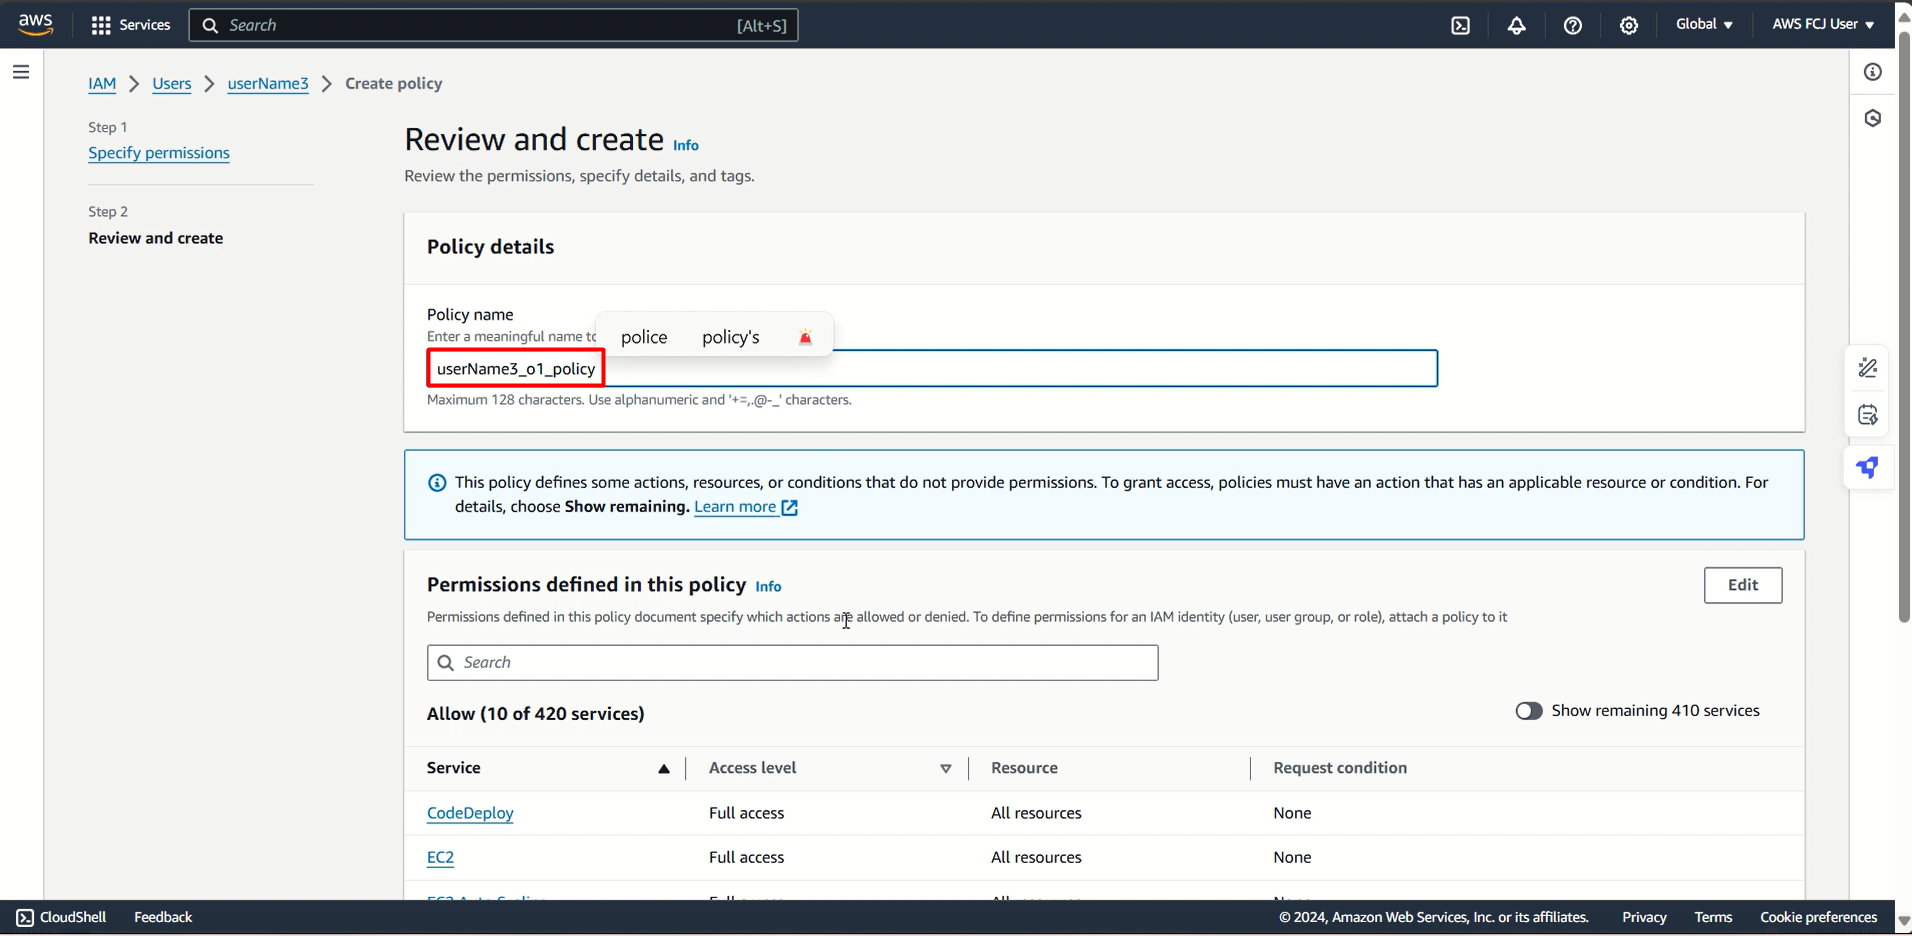 aws
Services
Search
[Alt+S]
Global
AWS FCJ User
IAM
Users
userName3
Create policy
Step 1
Specify permissions
Step 2
Review and create
Review and create Info
Review the permissions, specify details, and tags.
Policy details
Policy name
Enter a meaningful name
police
policy's
userName3_o1_policy
Maximum 128 characters. Use alphanumeric and '+=,.@-_' characters.
This policy defines some actions, resources, or conditions that do not provide permissions. To grant access, policies must have an action that has an applicable resource or condition. For
details, choose Show remaining. Learn more
Permissions defined in this policy Info
Edit
Permissions defined in this policy document specify which actions are allowed or denied. To define permissions for an IAM identity (user, user group, or role), attach a policy to it
Search
Allow (10 of 420 services)
Show remaining 410 services
Service
Access level
Resource
Request condition
CodeDeploy
Full access
All resources
None
EC2
Full access
All resources
None
CloudShell
Feedback
© 2024, Amazon Web Services, Inc. or its affiliates.
Privacy
Terms
Cookie preferences